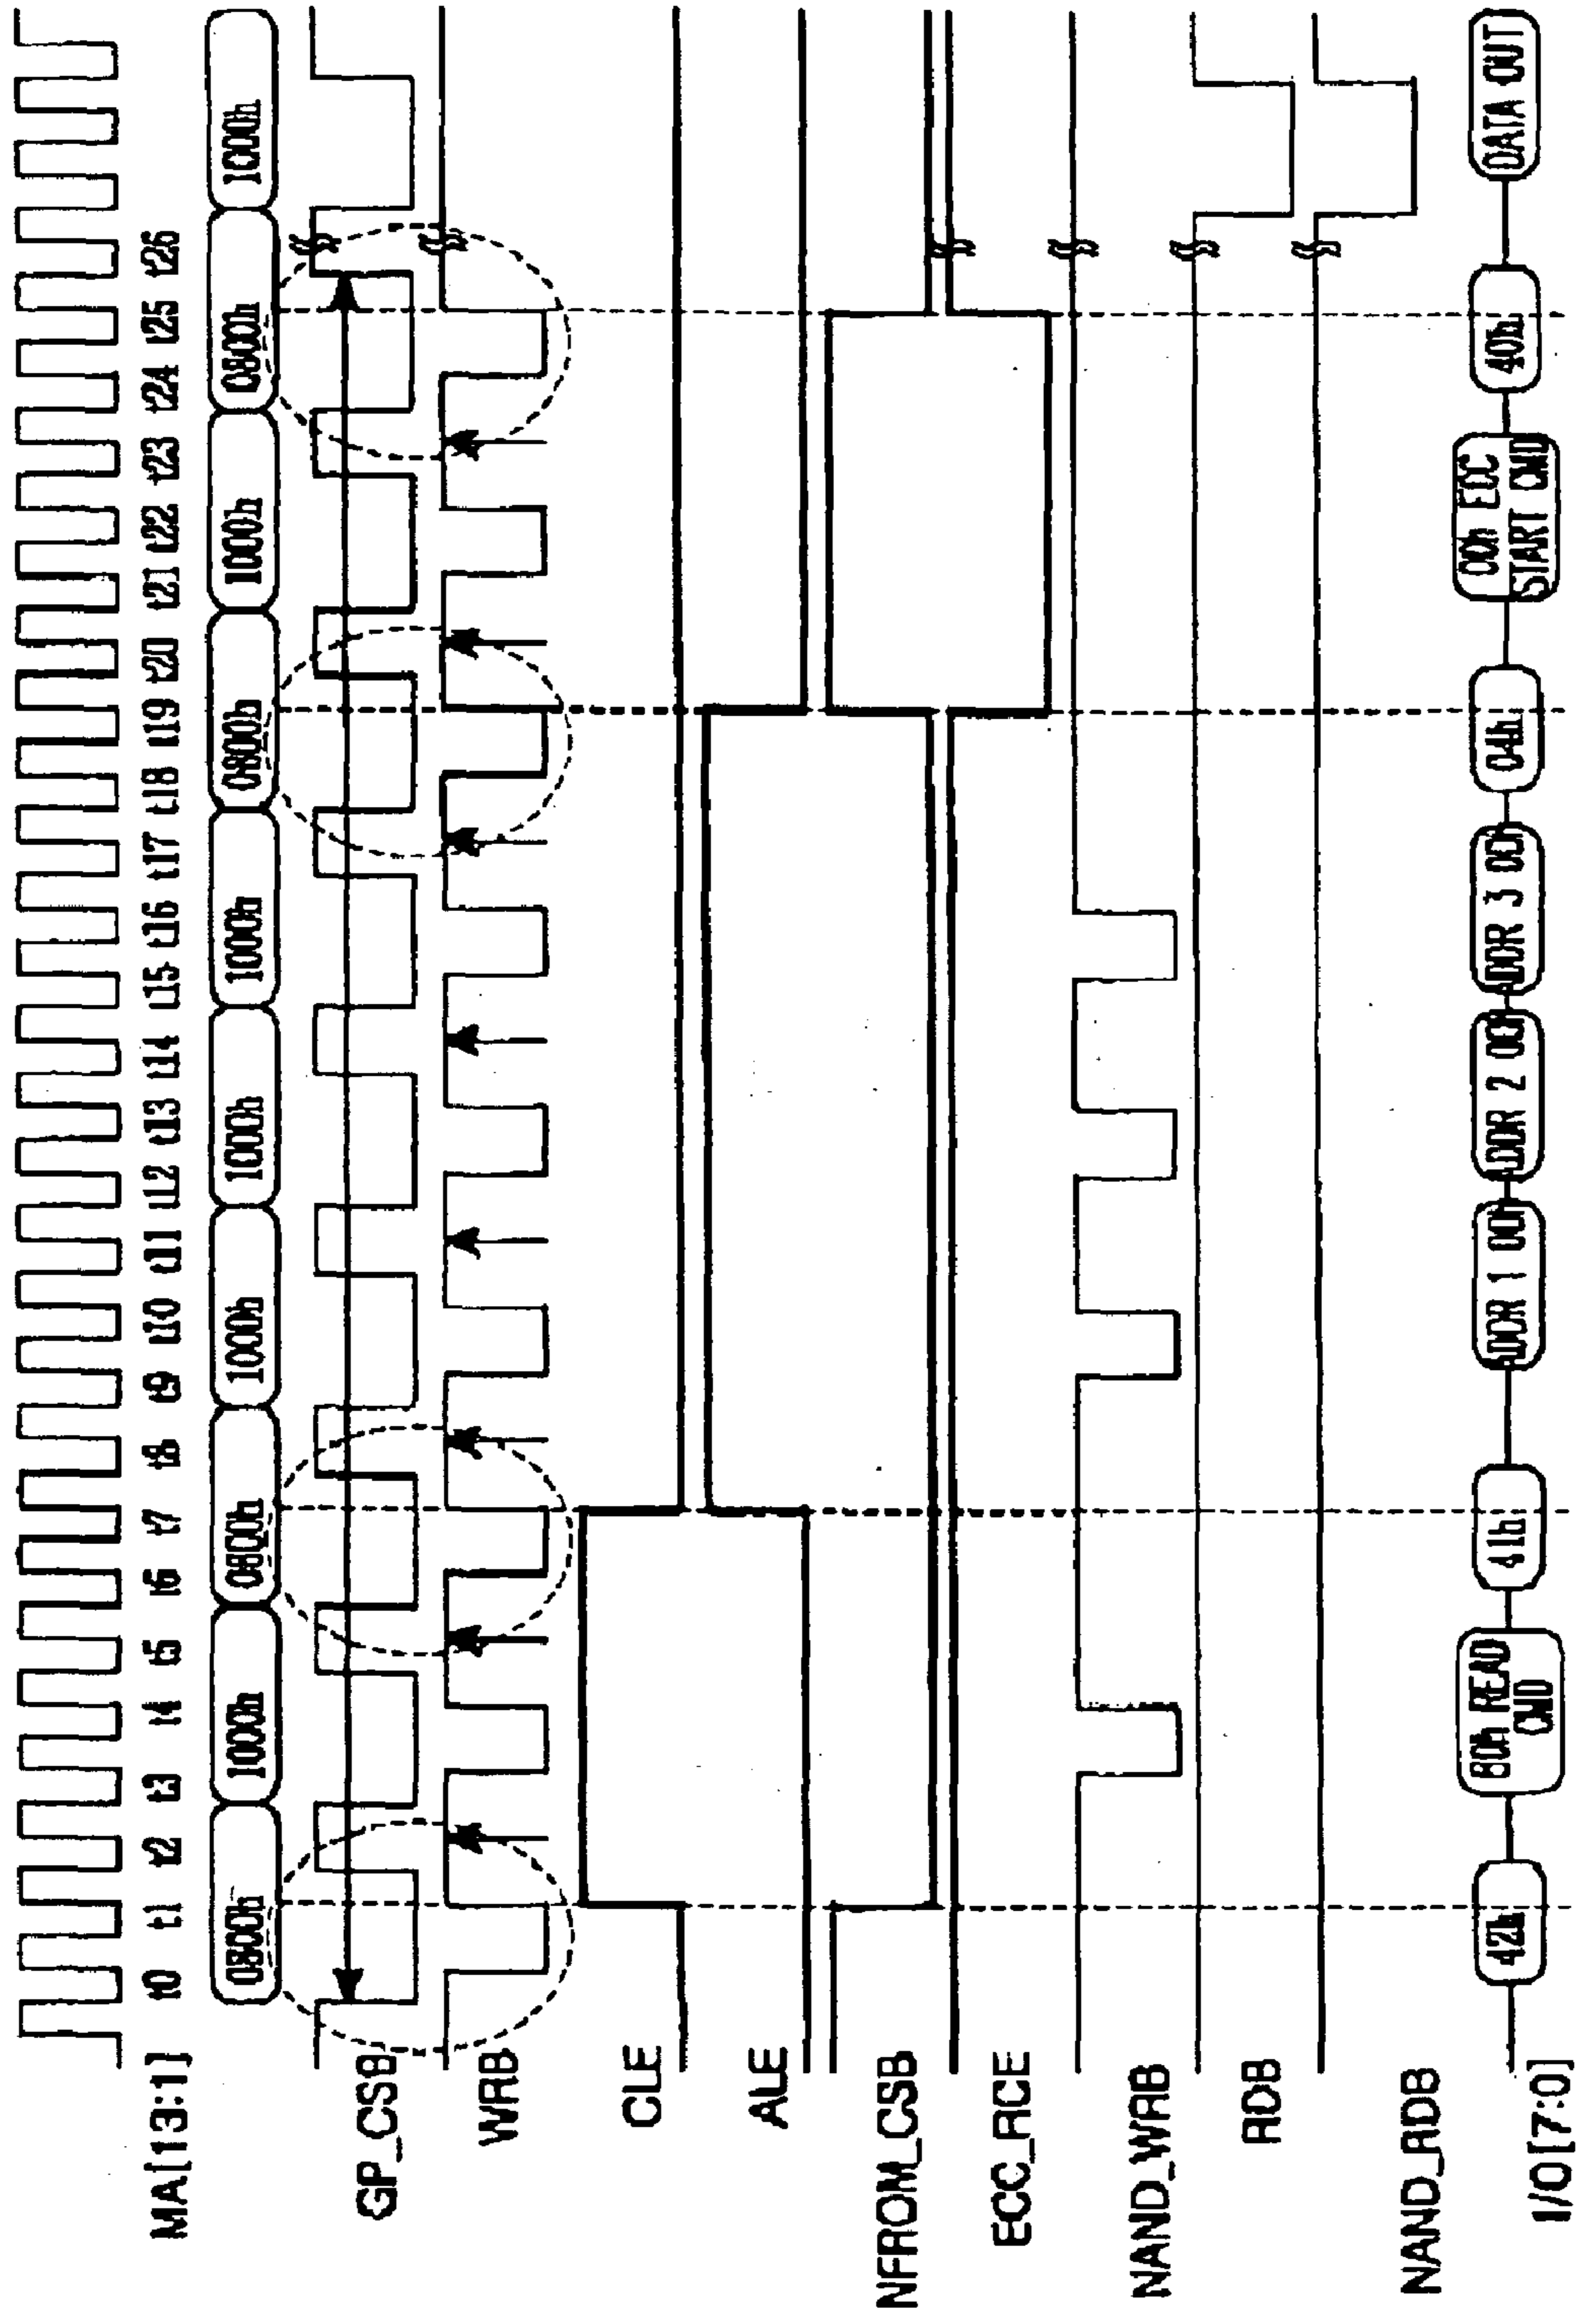 t0 t1 t2 t3 t4 t5 t6 t7 t8 t9 t10 t11 t12 t13 t14 t15 t16 t17 t18 t19 t20 t21 t22 t23 t24 t25 t26
MA[13:1] 0800h 1000h 0800h 1000h 1000h 1000h 0800h 1000h 0800h 1000h
GP_CSB
WRB
CLE
ALE
NFROM_CSB
ECC_RCE
NAND_WRB
RDB
NAND_RDB
I/O[7:0] 42h 80h READ CMD 41h ADDR 1 00h ADDR 2 00h ADDR 3 00h 04h 00h ECC START CMD 40h DATA OUT